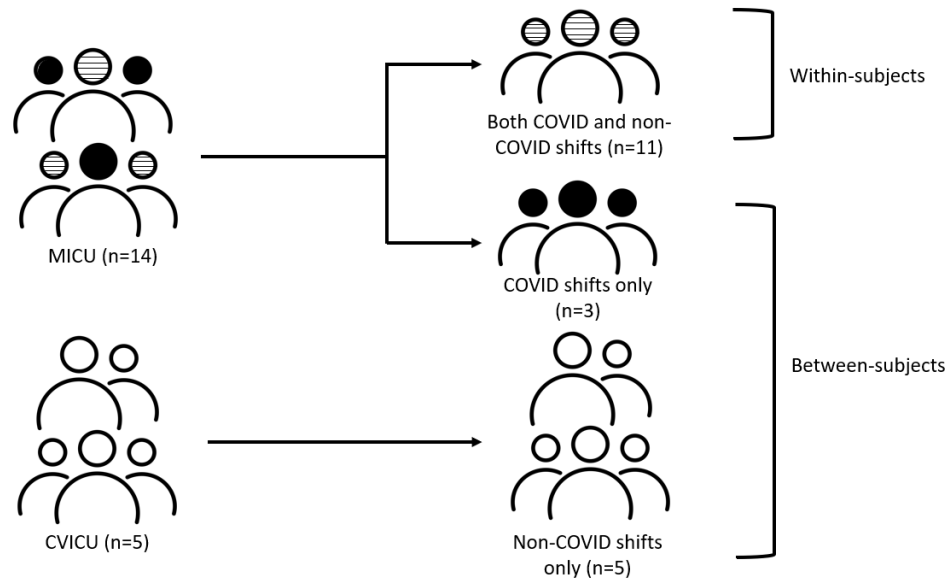 Both COVID and non-
COVID shifts (n=11)
Within-subjects
MICU (n=14)
COVID shifts only
(n=3)
Between-subjects
CVICU (n=5)
Non-COVID shifts
only (n=5)